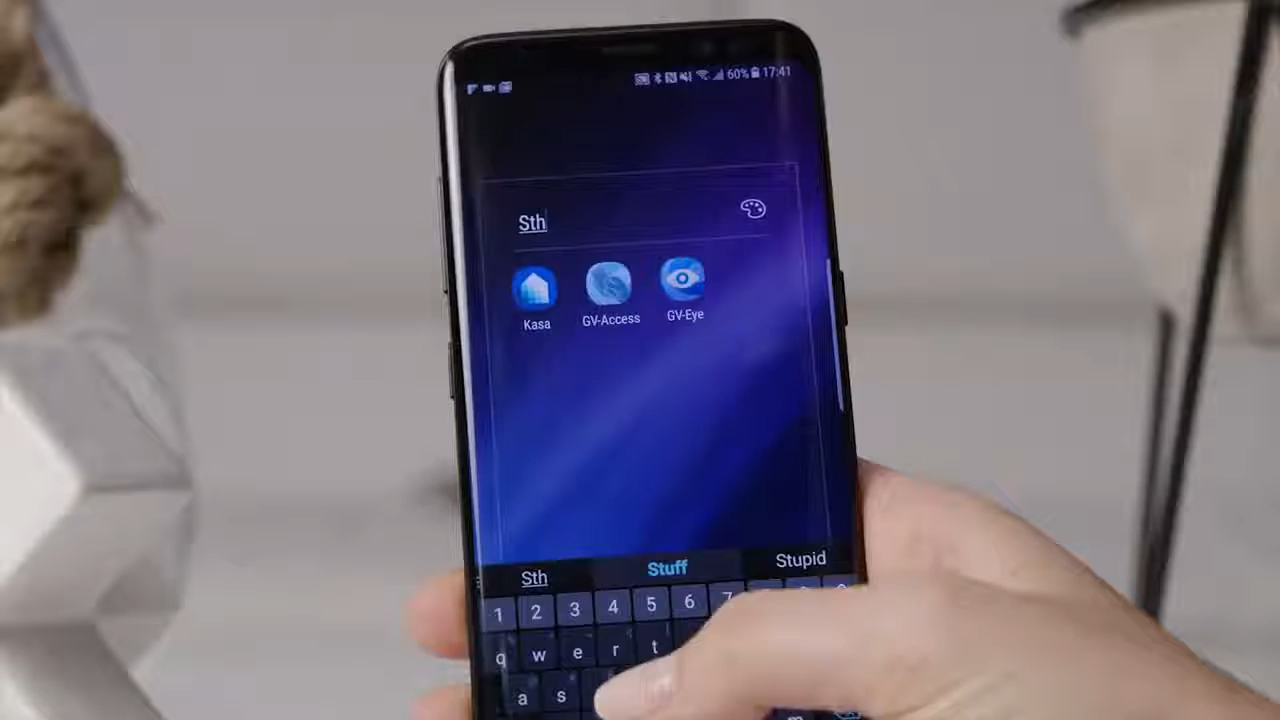 60% 17:41
Sth
Kasa GV-Access GV-Eye
Sth Stuff Stupid
1 2 3 4 5 6 7
q w e r t
a s
m